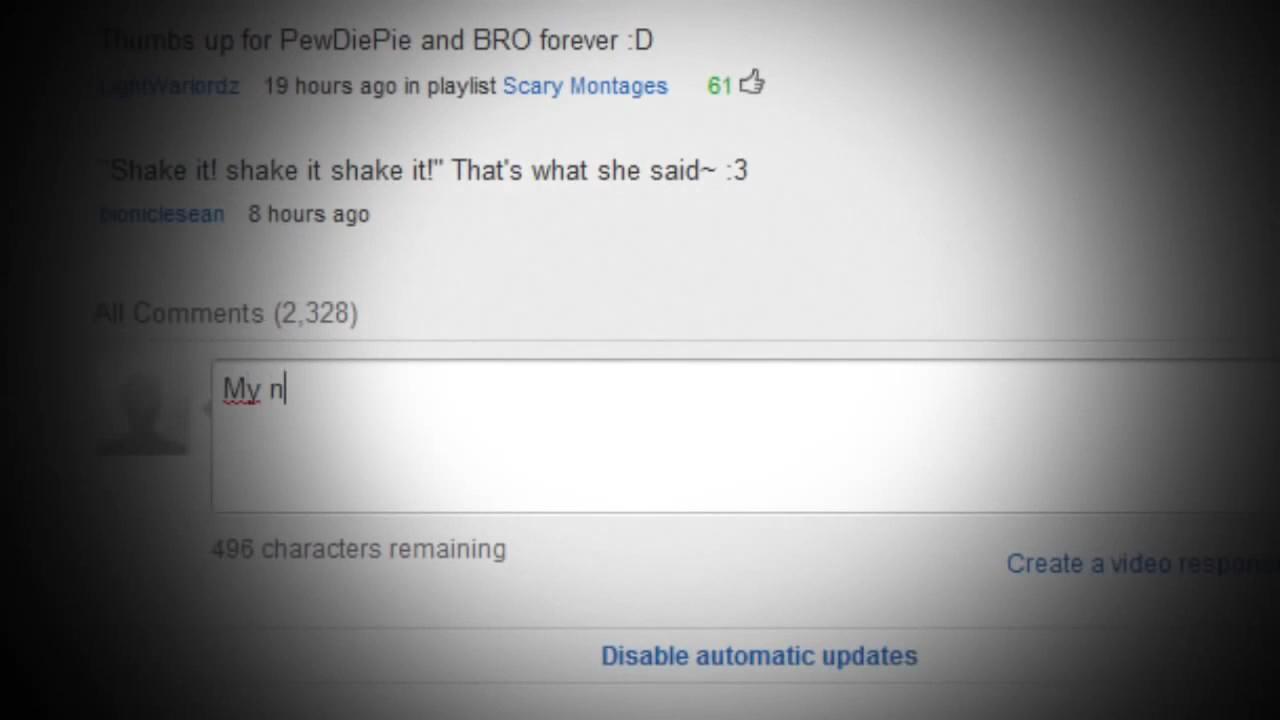 Thumbs up for PewDiePie and BRO forever :D
LightWarlordz 19 hours ago in playlist Scary Montages 61
"Shake it! shake it shake it!" That's what she said~ :3
bioniclesean 8 hours ago
All Comments (2,328)
My n
496 characters remaining
Create a video respons
Disable automatic updates